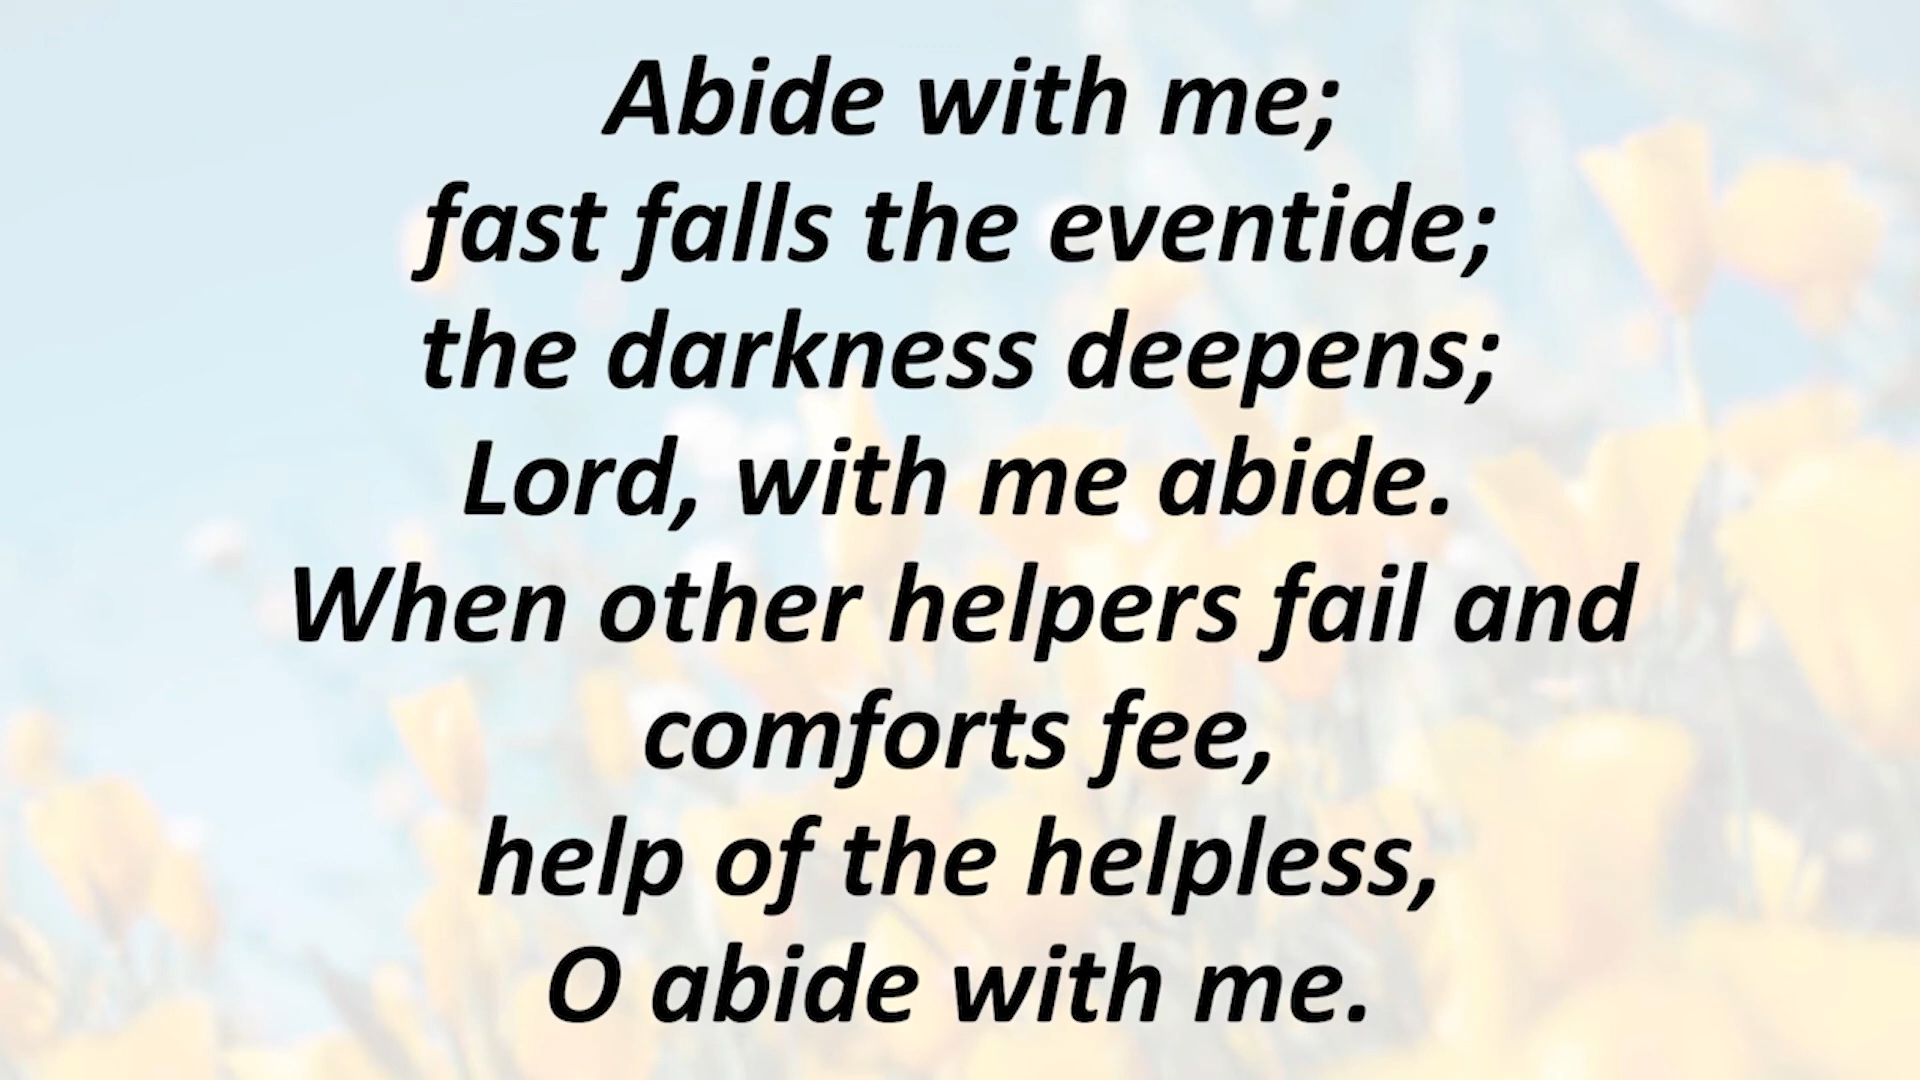 Abide with me;
fast falls the eventide;
the darkness deepens;
Lord, with me abide.
When other helpers fail and
comforts fee,
help of the helpless,
O abide with me.